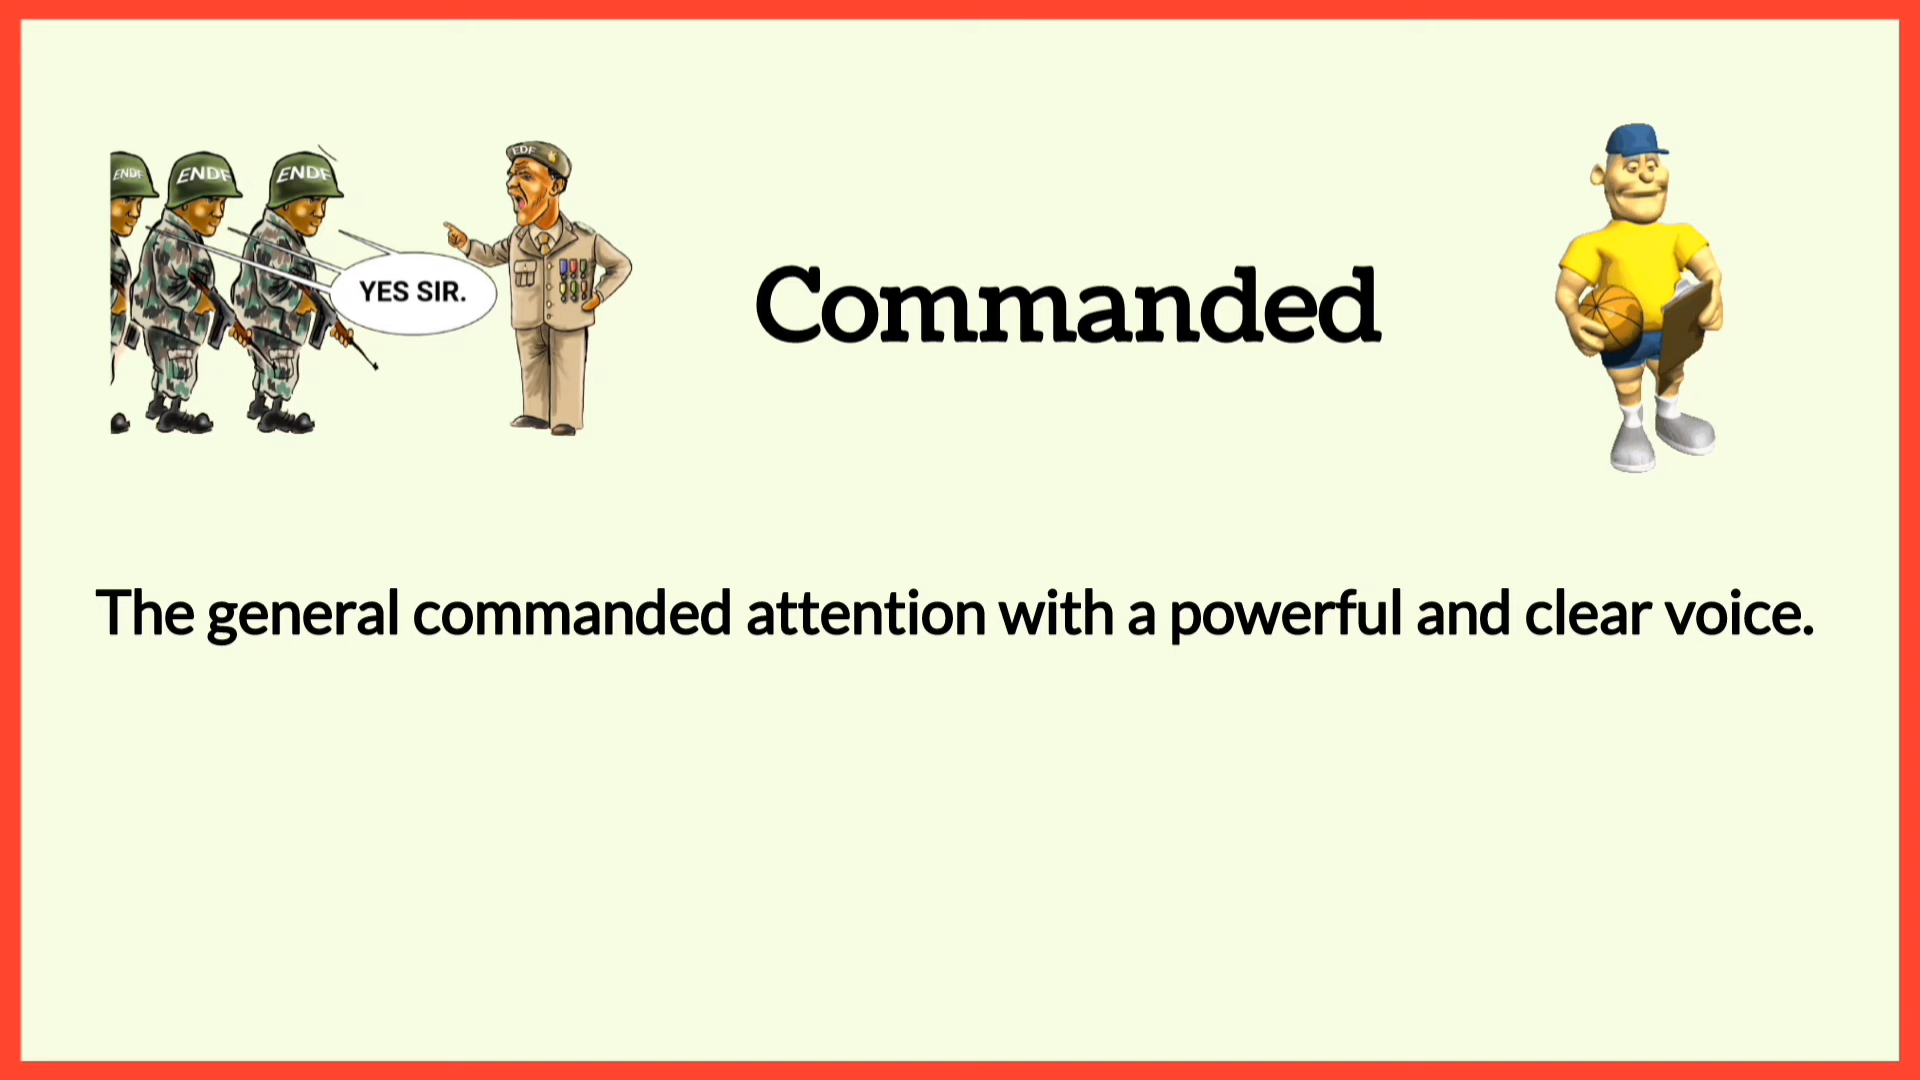 ENDF ENDF ENDF
EDF
YES SIR.
Commanded
The general commanded attention with a powerful and clear voice.